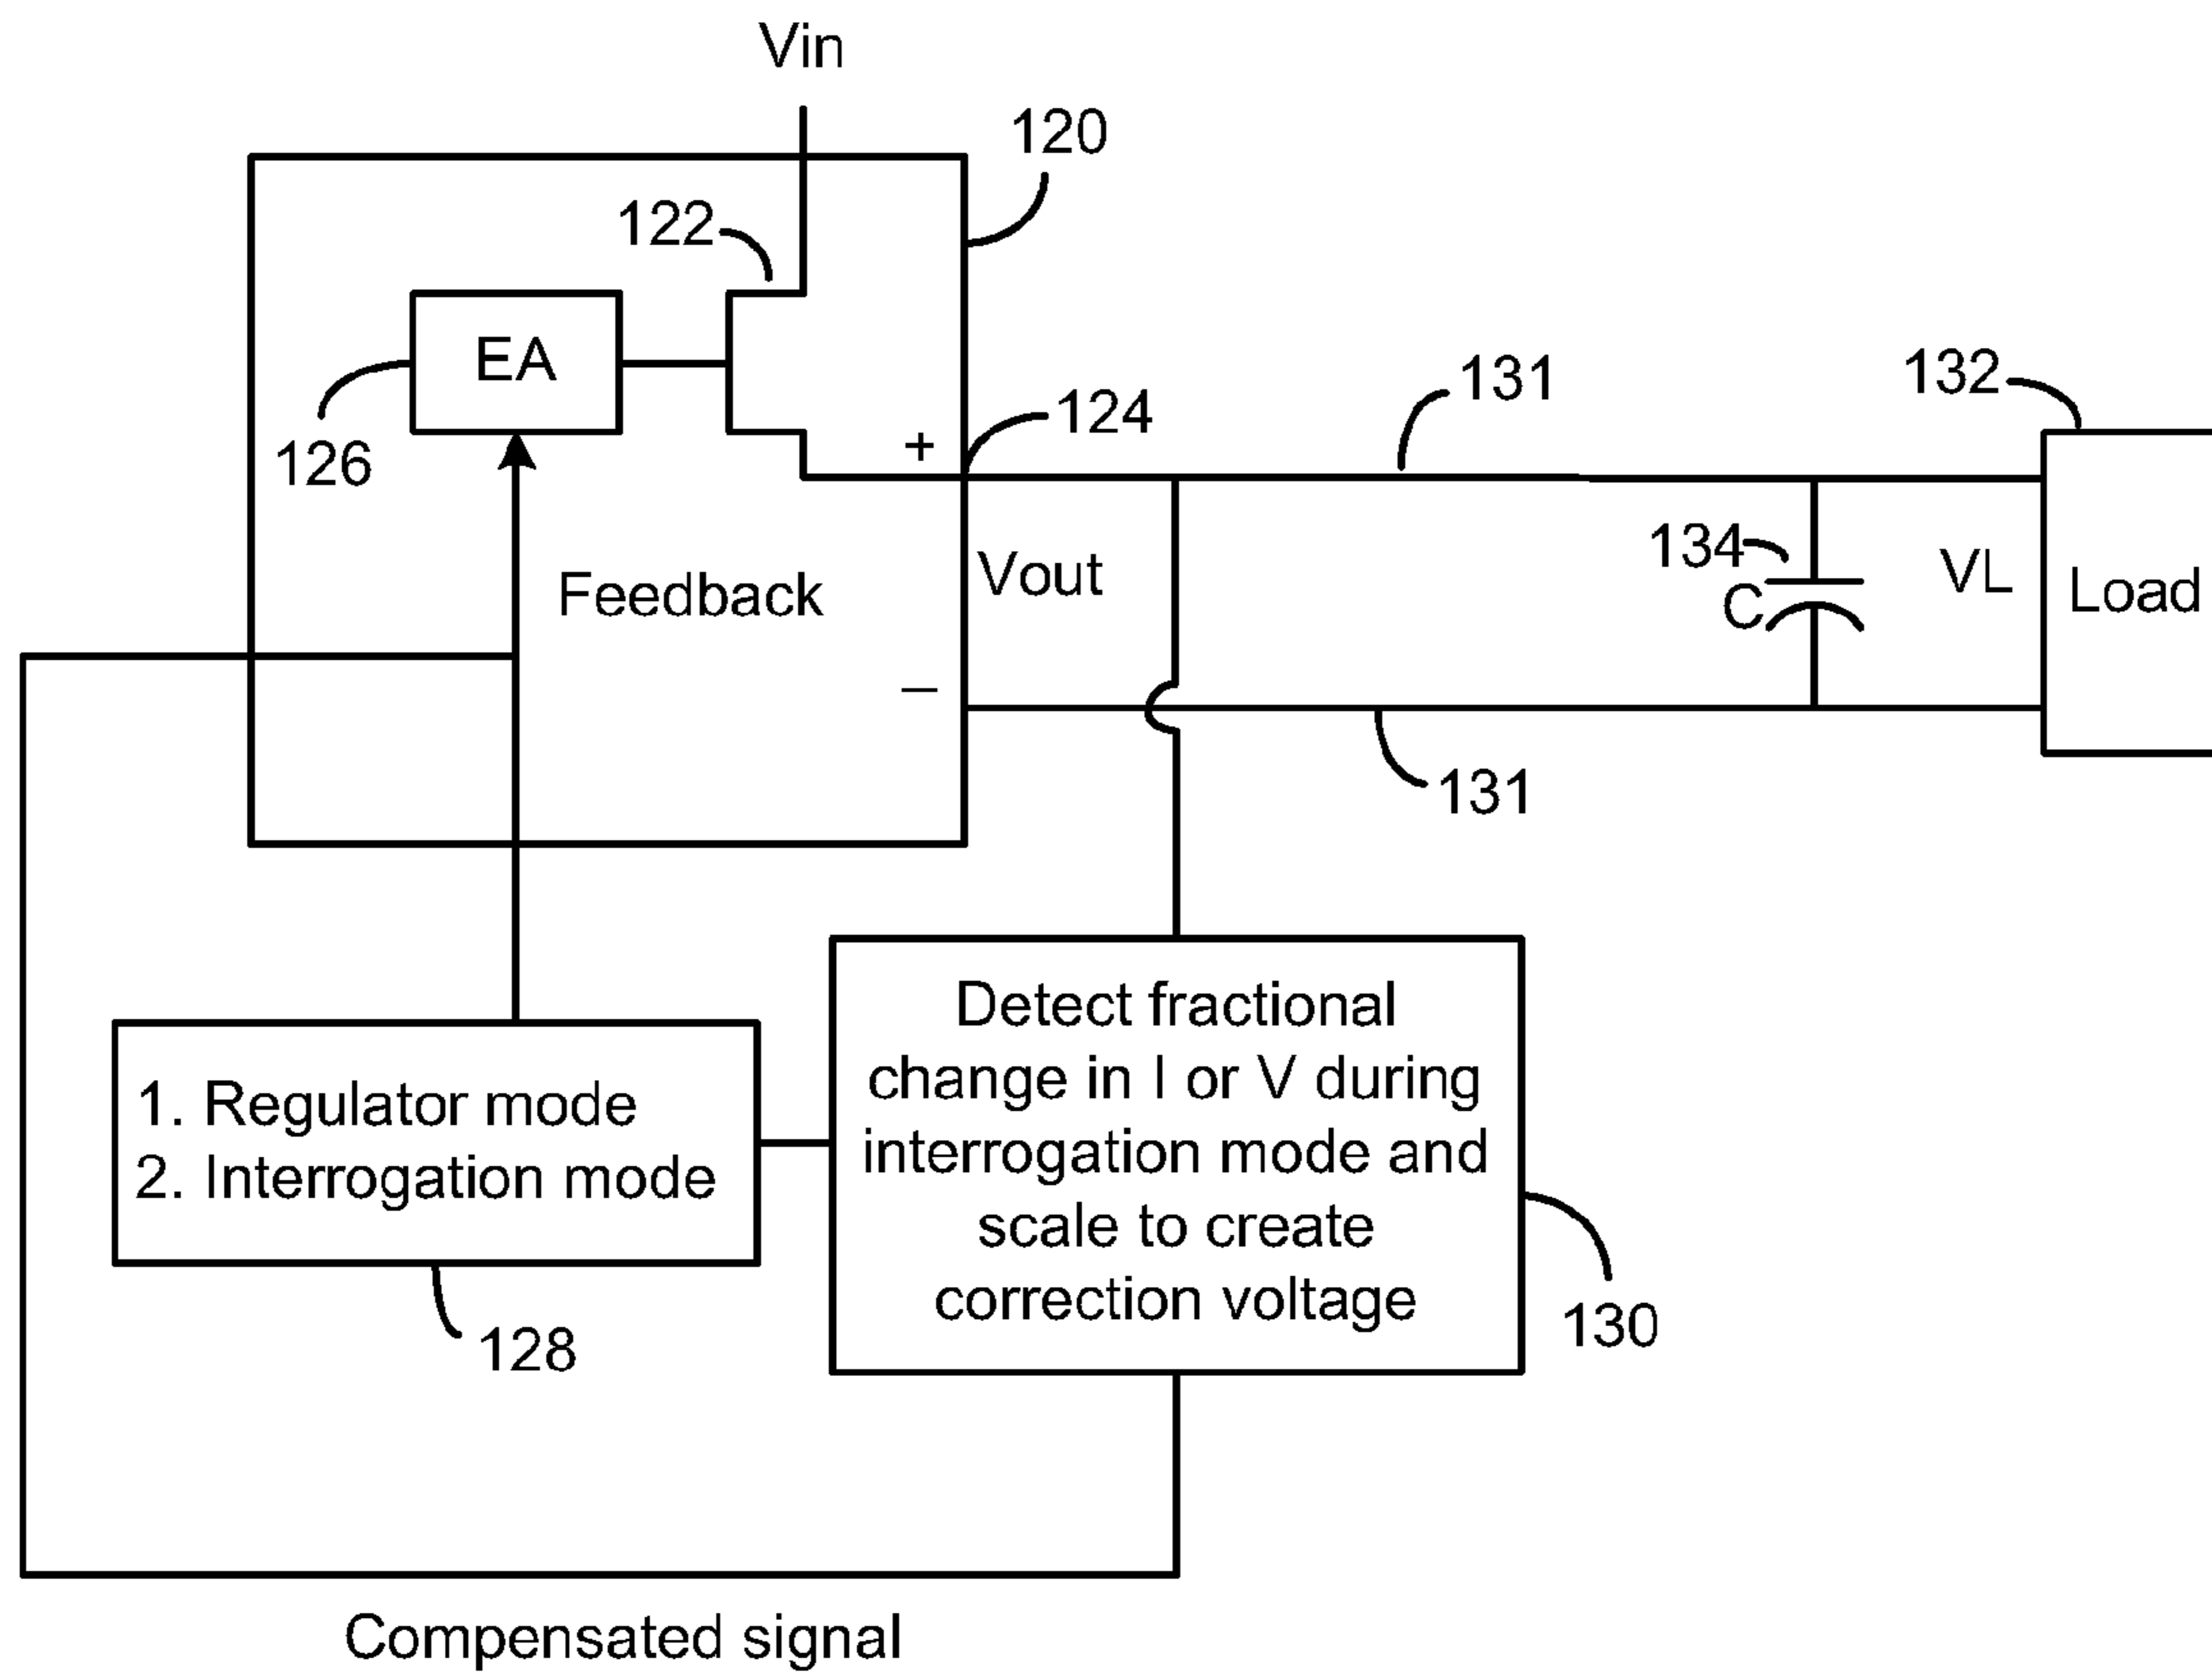 Vin
120
122
EA
126
124
+
131
132
Feedback
Vout
134
C
VL
Load
–
131
1. Regulator mode
2. Interrogation mode
128
Detect fractional
change in I or V during
interrogation mode and
scale to create
correction voltage
130
Compensated signal